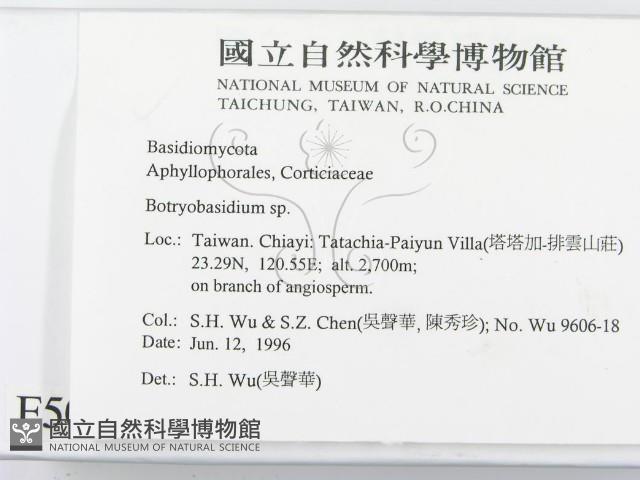 國立自然科學博物館
NATIONAL MUSEUM OF NATURAL SCIENCE
TAICHUNG, TAIWAN, R.O.CHINA
Basidiomycota
Aphyllophorales, Corticiaceae
Botryobasidium sp.
Loc.: Taiwan. Chiayi: Tatachia-Paiyun Villa(塔塔加-排雲山莊)
23.29N, 120.55E; alt. 2,700m;
on branch of angiosperm.
Col.: S.H. Wu & S.Z. Chen(吳聲華, 陳秀珍); No. Wu 9606-18
Date: Jun. 12, 1996
Det.: S.H. Wu(吳聲華)
國立自然科學博物館
NATIONAL MUSEUM OF NATURAL SCIENCE